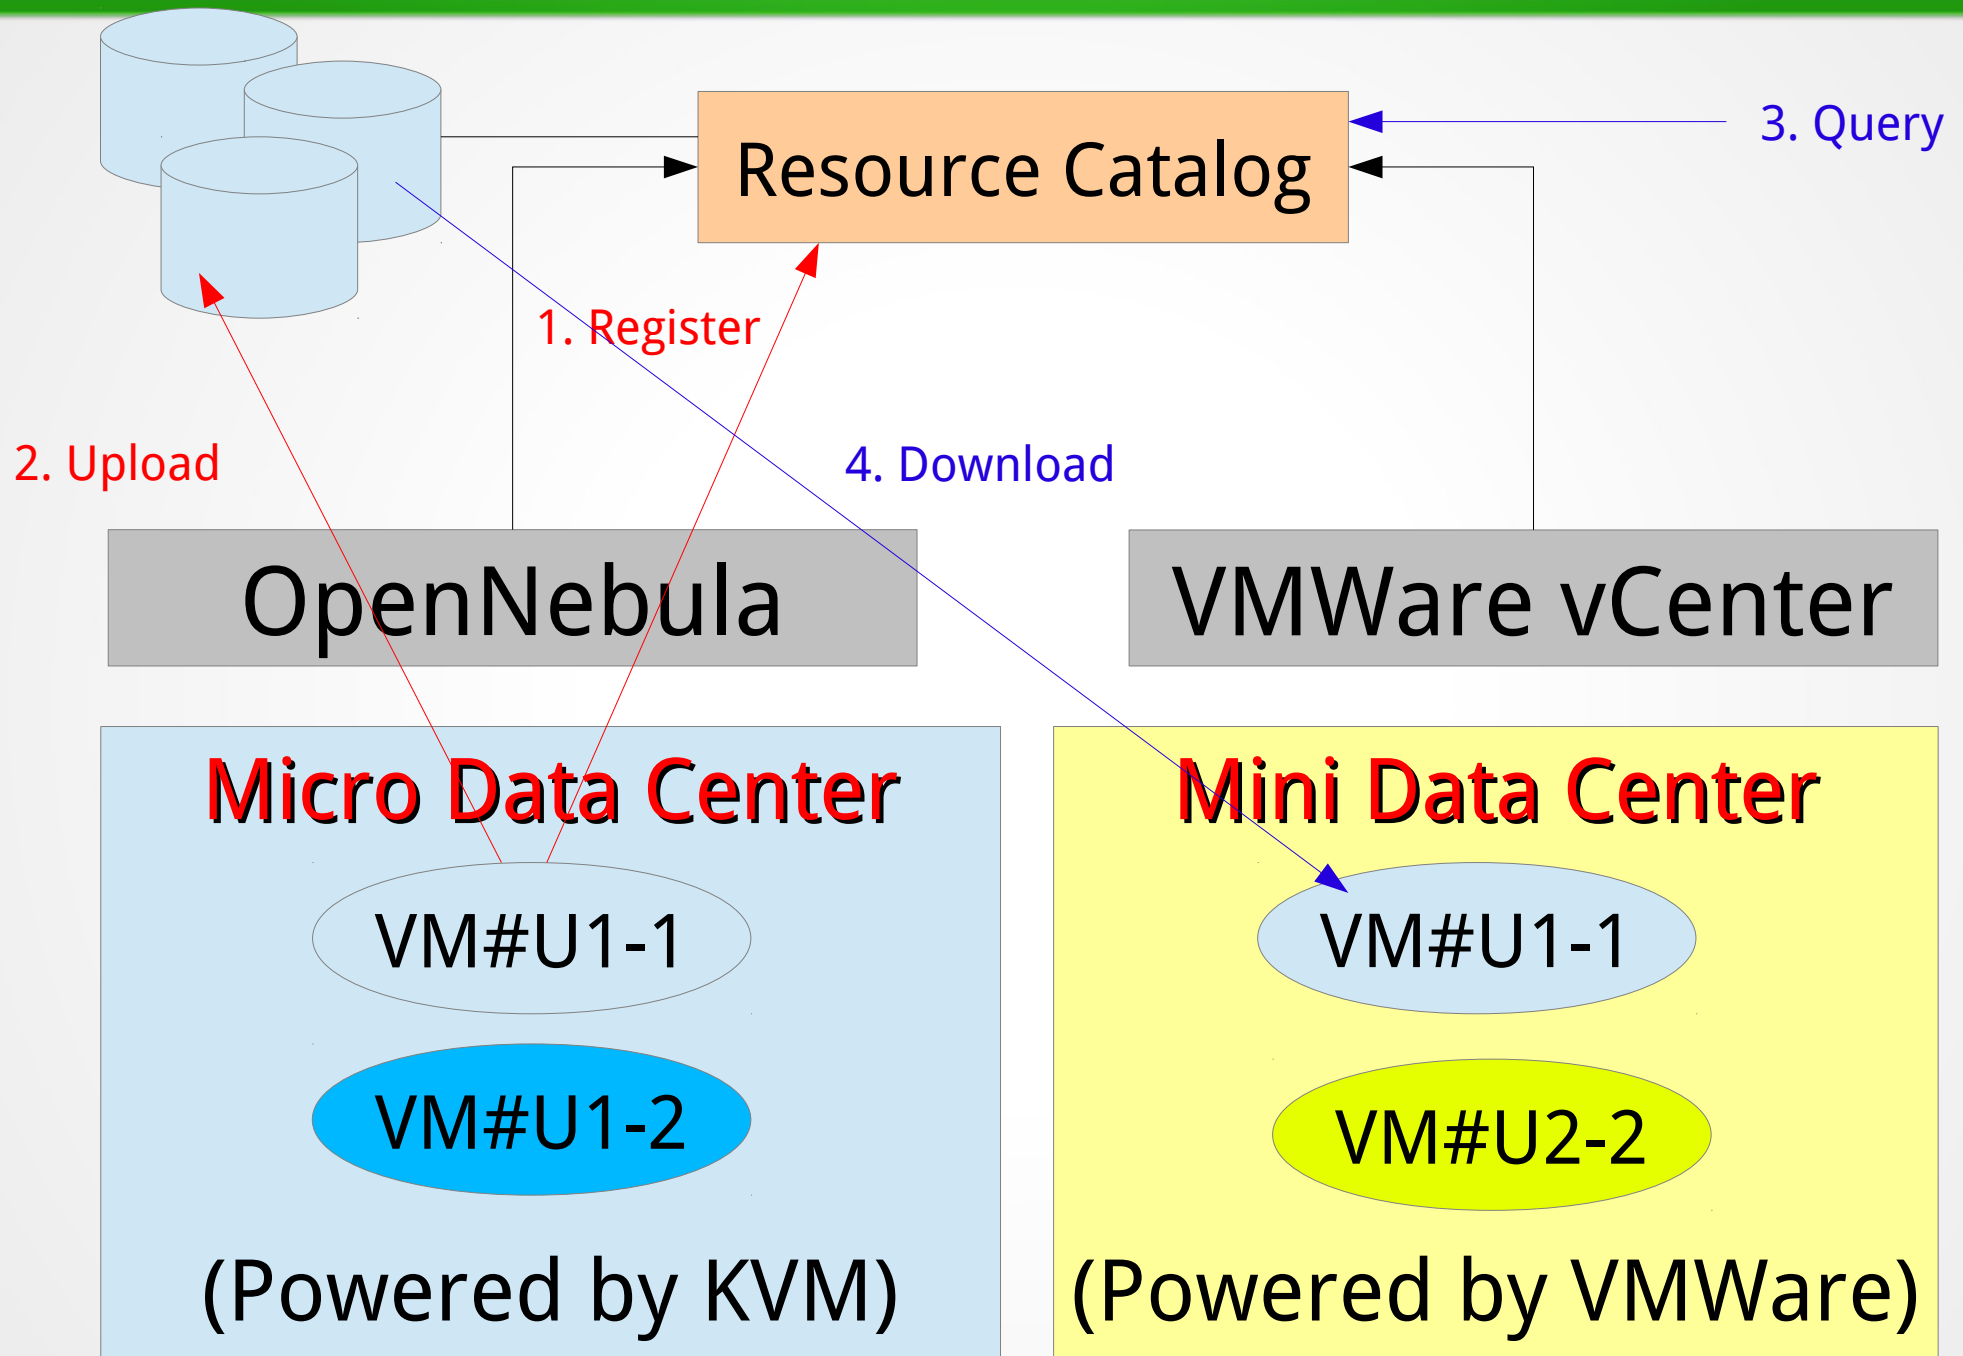 Resource Catalog
3. Query
1. Register
2. Upload
4. Download
OpenNebula
VMWare vCenter
Micro Data Center
Mini Data Center
VM#U1-1
VM#U1-1
VM#U1-2
VM#U2-2
(Powered by KVM)
(Powered by VMWare)